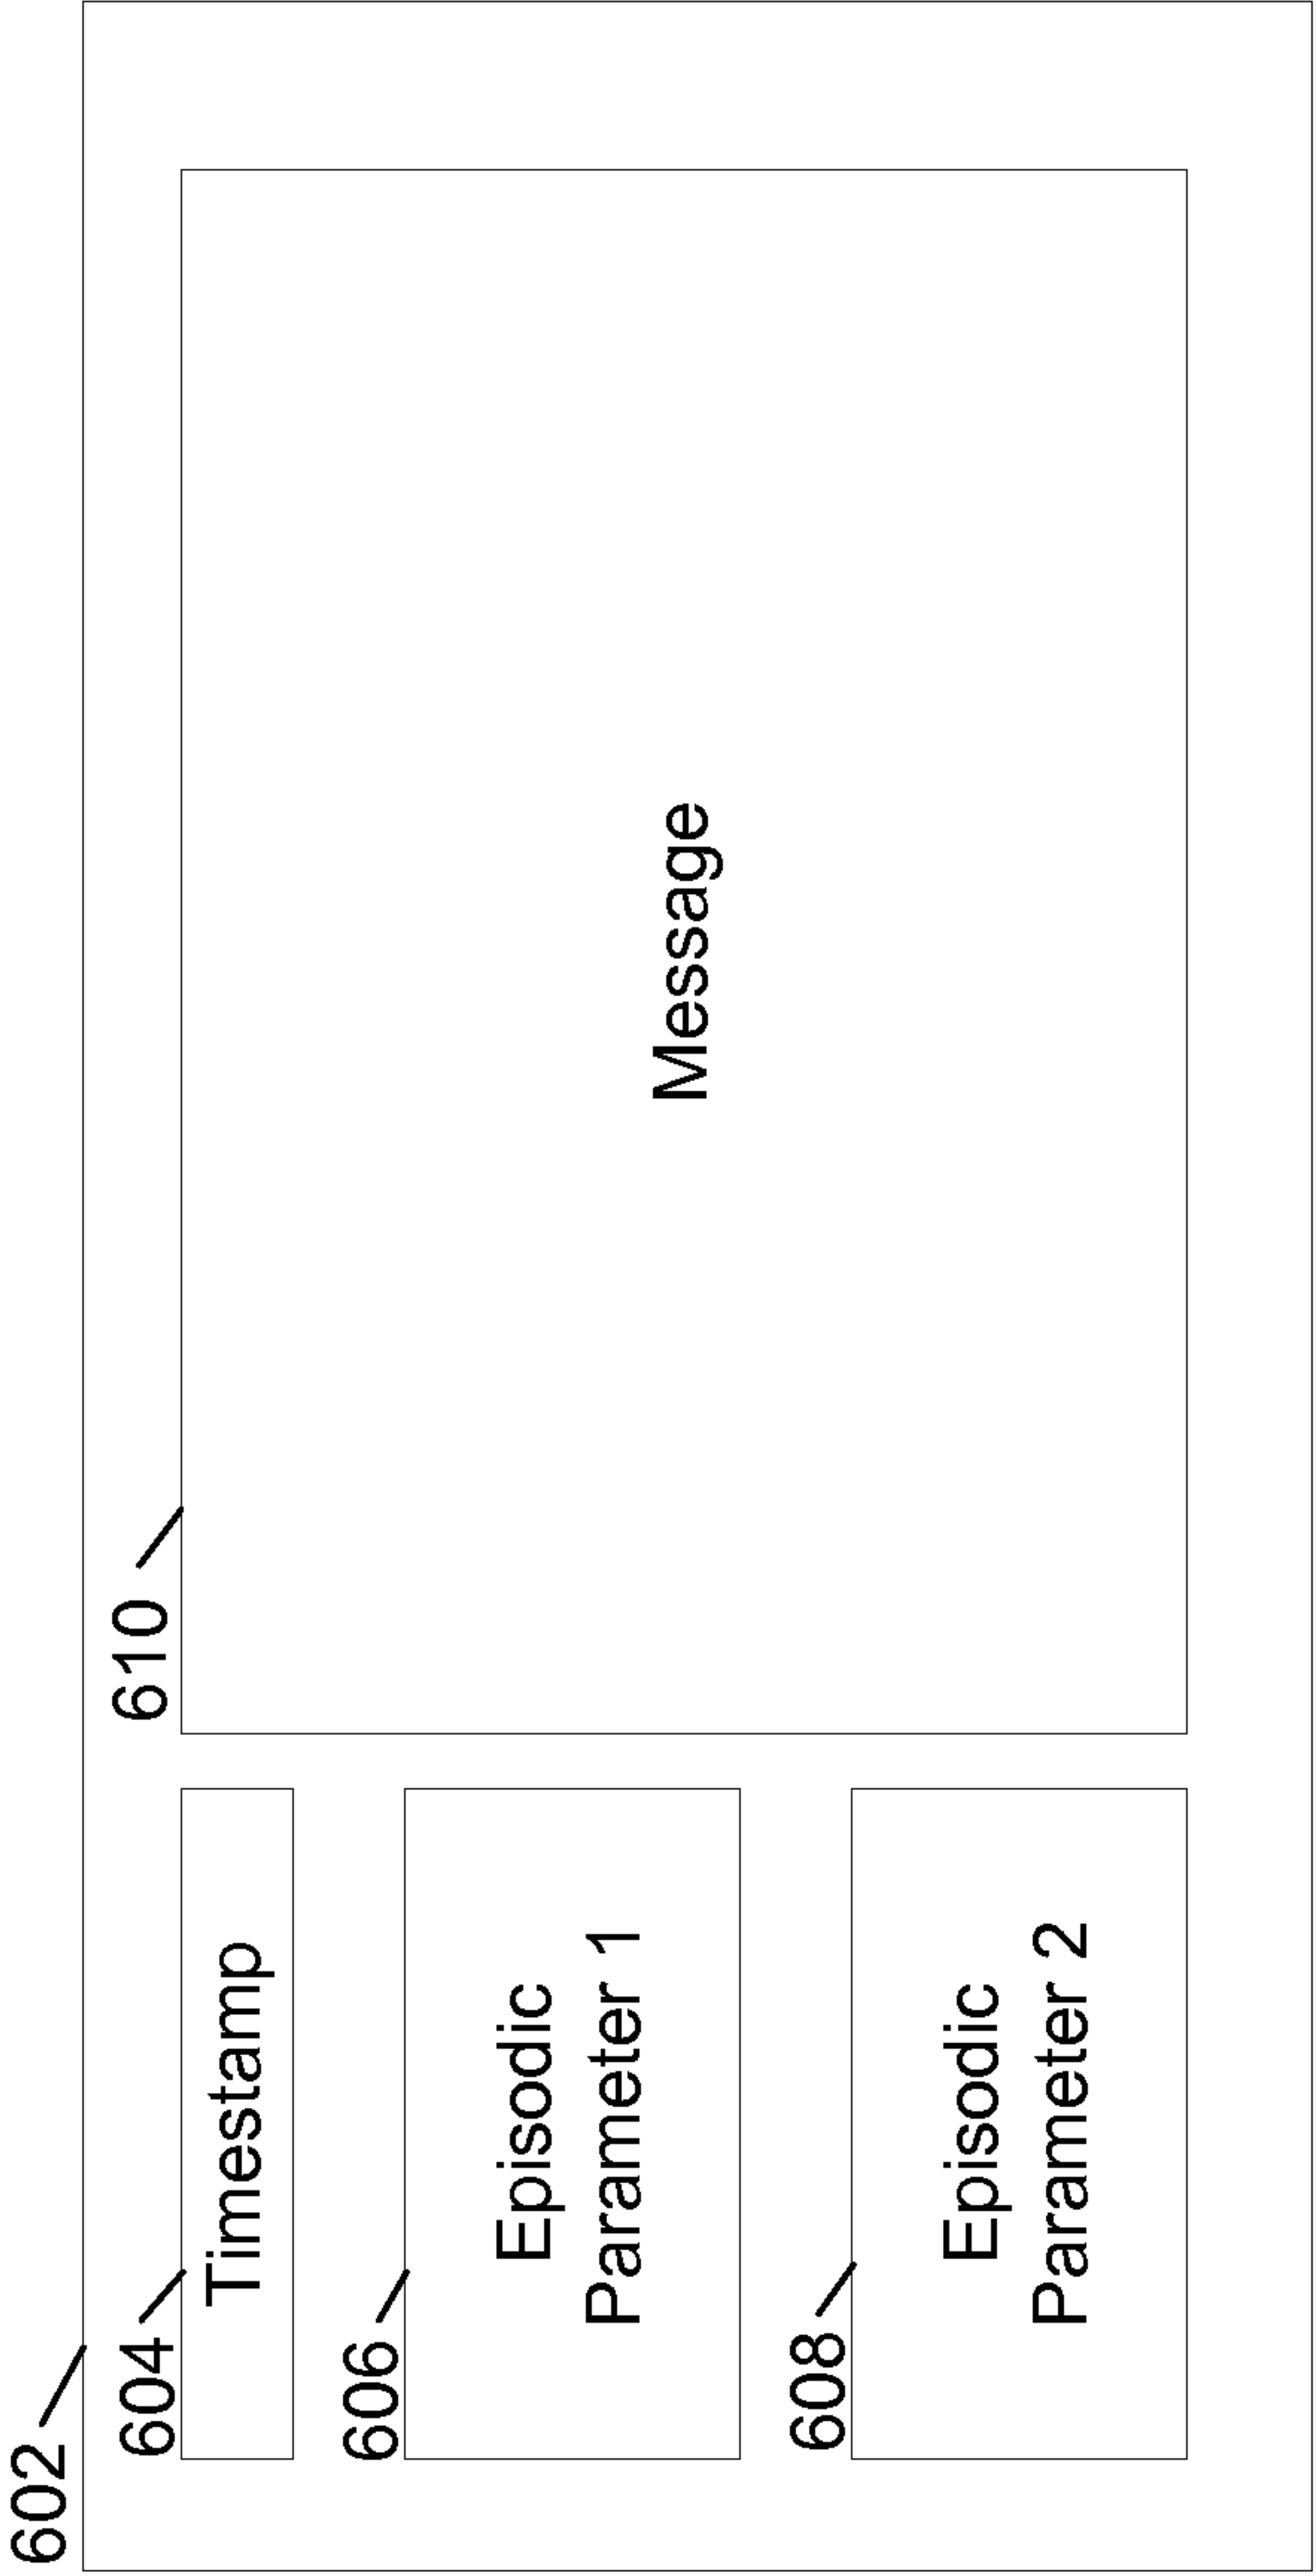 602
604
Timestamp
606
Episodic
Parameter 1
608
Episodic
Parameter 2
610
Message